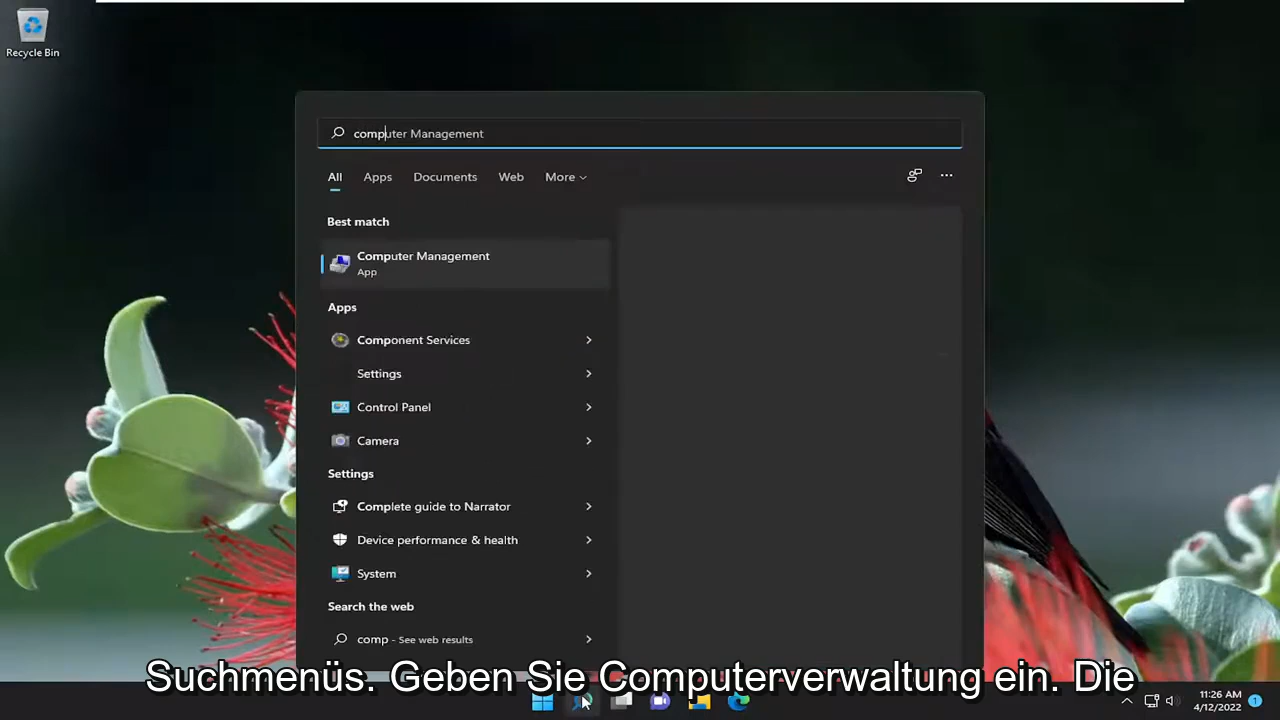 Recycle Bin
computer Management
All Apps Documents Web More
Best match
Computer Management
App
Apps
Component Services
Settings
Control Panel
Camera
Settings
Complete guide to Narrator
Device performance & health
System
Search the web
comp - See web results
Suchmenüs. Geben Sie Computerverwaltung ein. Die
11:26 AM
4/12/2022
1